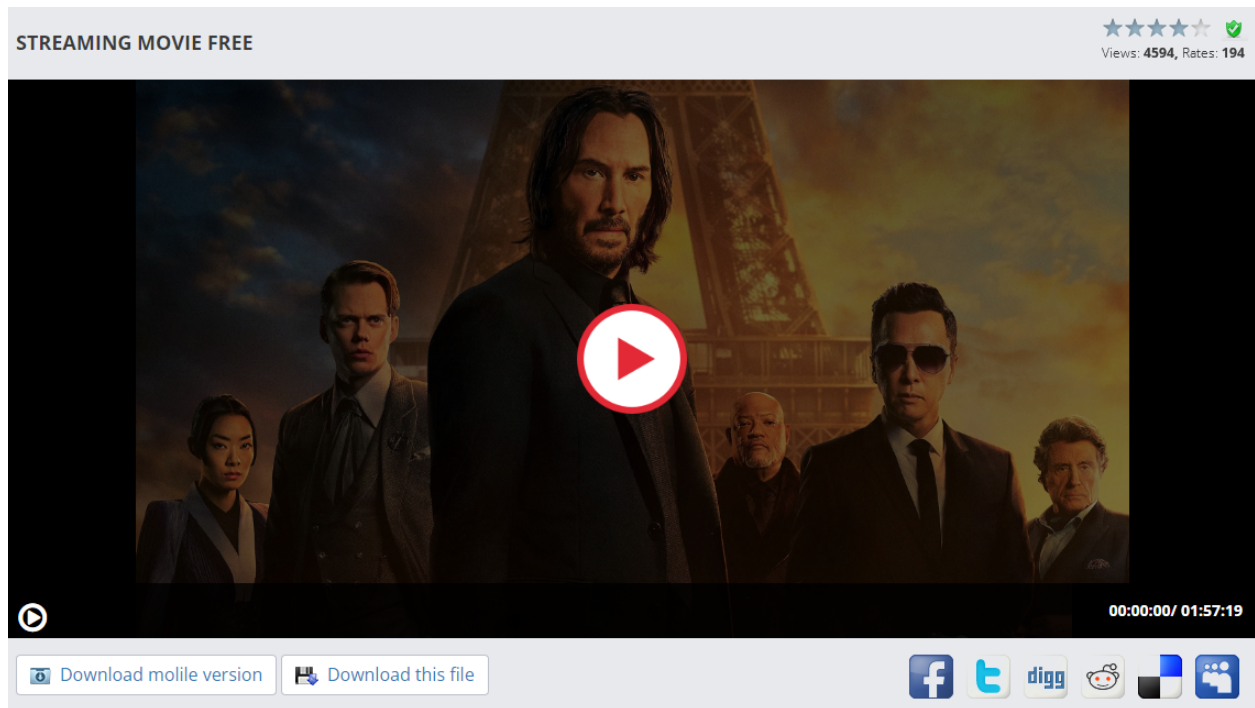 STREAMING MOVIE FREE
Views: 4594, Rates: 194
00:00:00/ 01:57:19
Download molile version
Download this file
digg